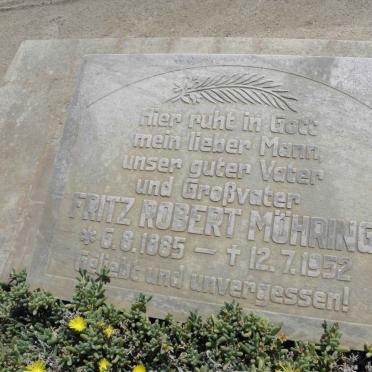 Hier ruht in Gott
mein lieber Mann,
unser guter Vater
und Großvater
FRITZ ROBERT MÖHRING
* 5.8.1885 — † 12.7.1952
Geliebt und unvergessen!